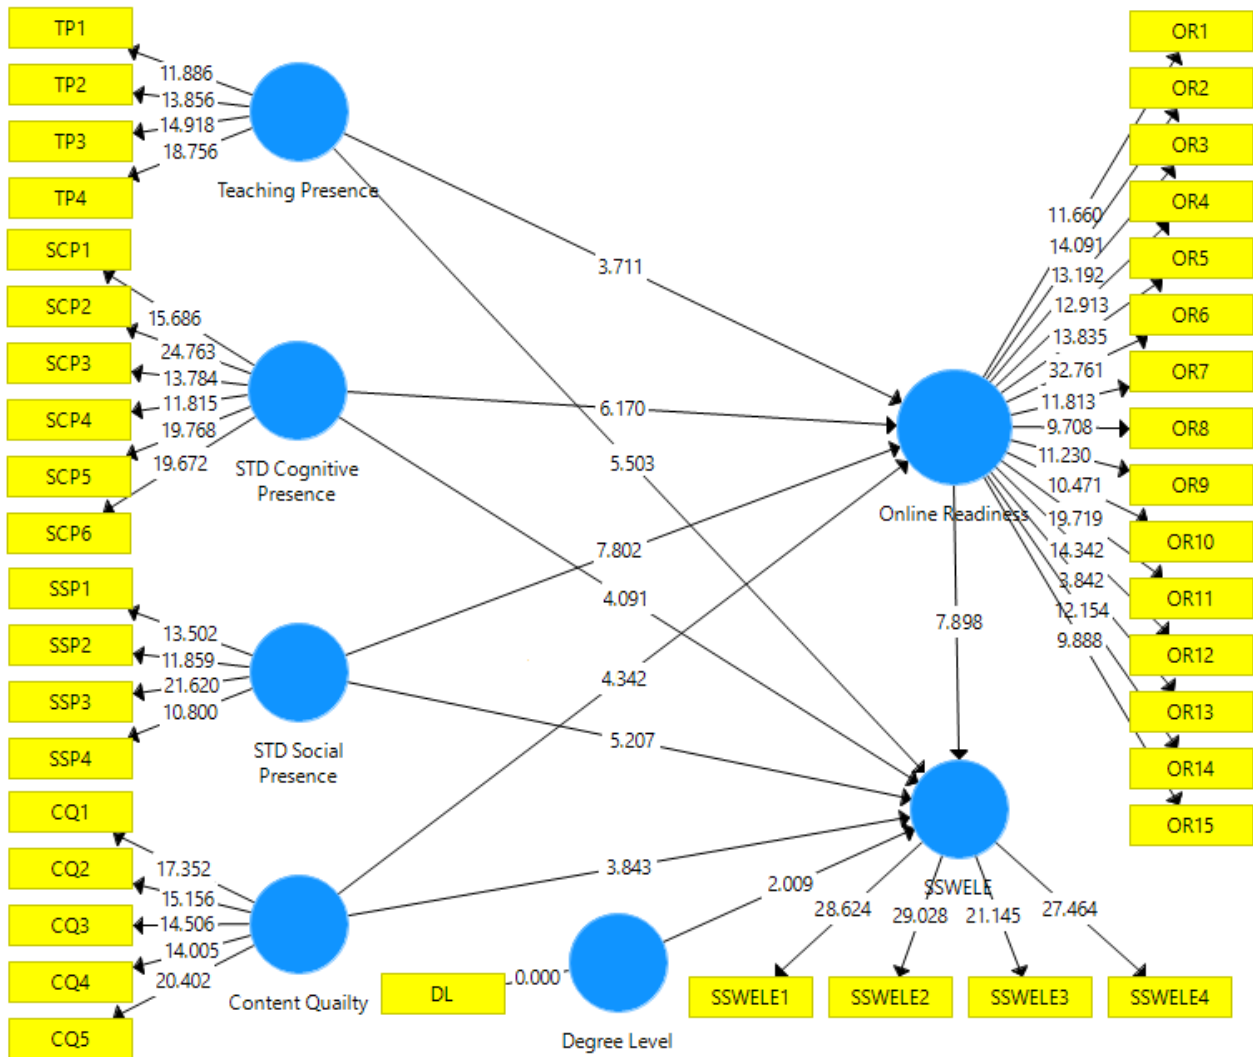 TP1
TP2
TP3
TP4
11.886
13.856
14.918
18.756
Teaching Presence
SCP1
SCP2
SCP3
SCP4
SCP5
SCP6
15.686
24.763
13.784
11.815
19.768
19.672
STD Cognitive
Presence
SSP1
SSP2
SSP3
SSP4
13.502
11.859
21.620
10.800
STD Social
Presence
CQ1
CQ2
CQ3
CQ4
CQ5
17.352
15.156
14.506
14.005
20.402
Content Quailty
DL
0.000
Degree Level
3.711
6.170
5.503
7.802
4.091
4.342
5.207
3.843
2.009
7.898
Online Readiness
11.660
14.091
13.192
12.913
13.835
32.761
11.813
9.708
11.230
10.471
19.719
14.342
3.842
12.154
9.888
OR1
OR2
OR3
OR4
OR5
OR6
OR7
OR8
OR9
OR10
OR11
OR12
OR13
OR14
OR15
SSWELE
28.624
29.028
21.145
27.464
SSWELE1
SSWELE2
SSWELE3
SSWELE4